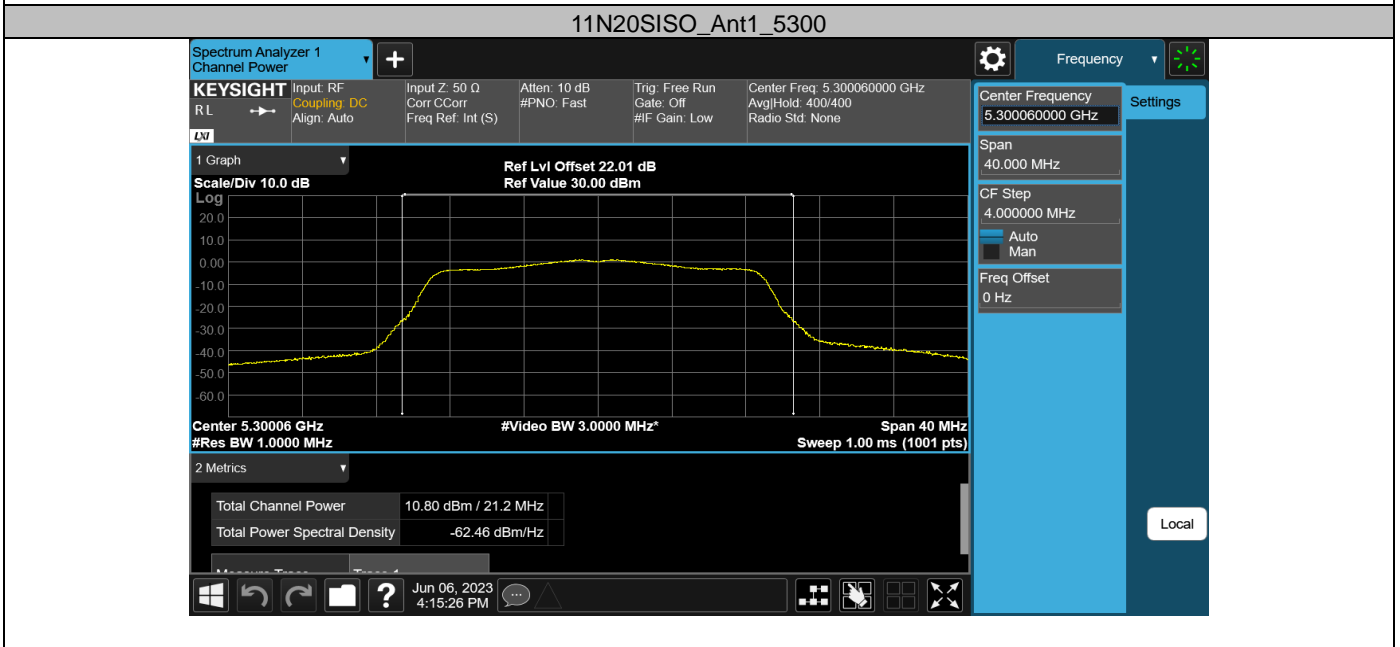 11N20SISO_Ant1_5300
Spectrum Analyzer 1
Channel Power
Frequency
KEYSIGHT
R L
LXI
Input: RF
Coupling: DC
Align: Auto
Input Z: 50 Ω
Corr CCorr
Freq Ref: Int (S)
Atten: 10 dB
#PNO: Fast
Trig: Free Run
Gate: Off
#IF Gain: Low
Center Freq: 5.300060000 GHz
Avg|Hold: 400/400
Radio Std: None
Center Frequency
5.300060000 GHz
Settings
Span
40.000 MHz
CF Step
4.000000 MHz
Auto
Man
Freq Offset
0 Hz
Local
1 Graph
Ref Lvl Offset 22.01 dB
Scale/Div 10.0 dB
Ref Value 30.00 dBm
Log
20.0
10.0
0.00
-10.0
-20.0
-30.0
-40.0
-50.0
-60.0
Center 5.30006 GHz
#Video BW 3.0000 MHz*
Span 40 MHz
#Res BW 1.0000 MHz
Sweep 1.00 ms (1001 pts)
2 Metrics
Total Channel Power 10.80 dBm / 21.2 MHz
Total Power Spectral Density -62.46 dBm/Hz
Measure Trace Trace 1
?
Jun 06, 2023
4:15:26 PM